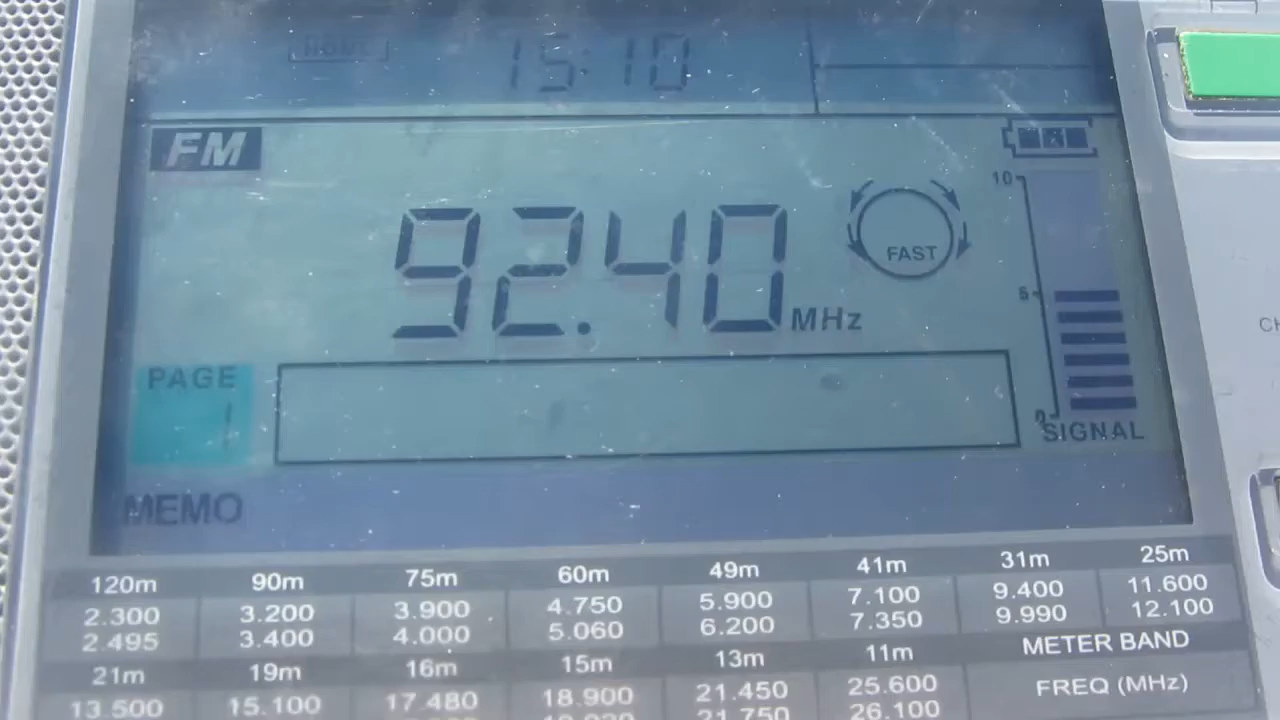 HOME 15:10
FM
10
92.40 MHz FAST
5
PAGE
1
0
SIGNAL
MEMO
120m 90m 75m 60m 49m 41m 31m 25m
2.300 3.200 3.900 4.750 5.900 7.100 9.400 11.600
2.495 3.400 4.000 5.060 6.200 7.350 9.990 12.100
METER BAND
21m 19m 16m 15m 13m 11m
13.500 15.100 17.480 18.900 21.450 25.600 FREQ (MHz)
21.750 26.100